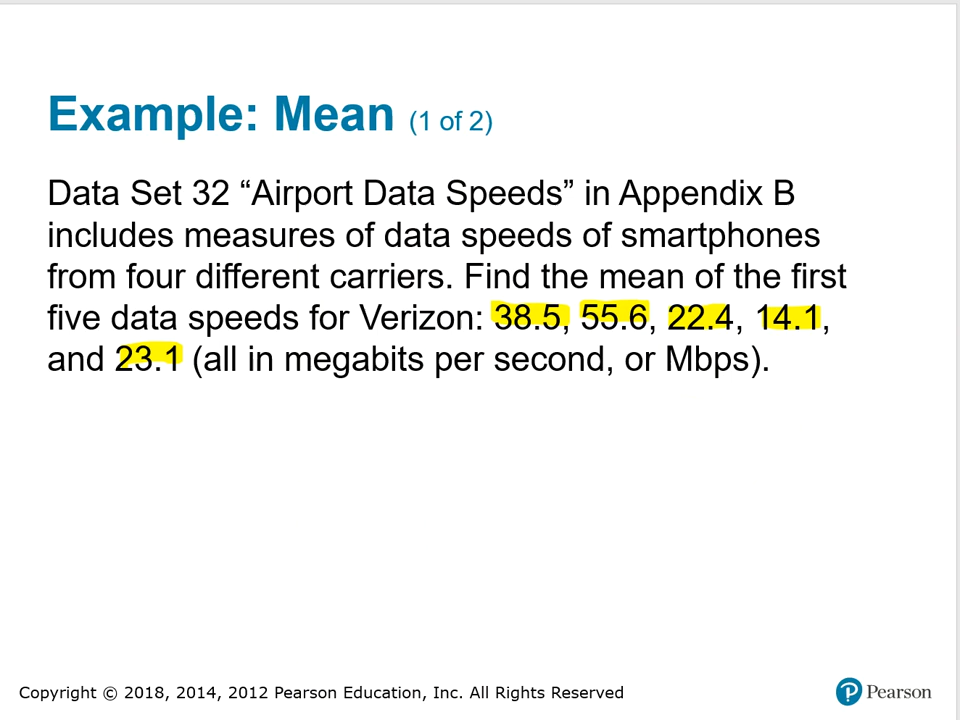 Example: Mean (1 of 2)
Data Set 32 “Airport Data Speeds” in Appendix B
includes measures of data speeds of smartphones
from four different carriers. Find the mean of the first
five data speeds for Verizon: 38.5, 55.6, 22.4, 14.1,
and 23.1 (all in megabits per second, or Mbps).
Copyright © 2018, 2014, 2012 Pearson Education, Inc. All Rights Reserved
P Pearson